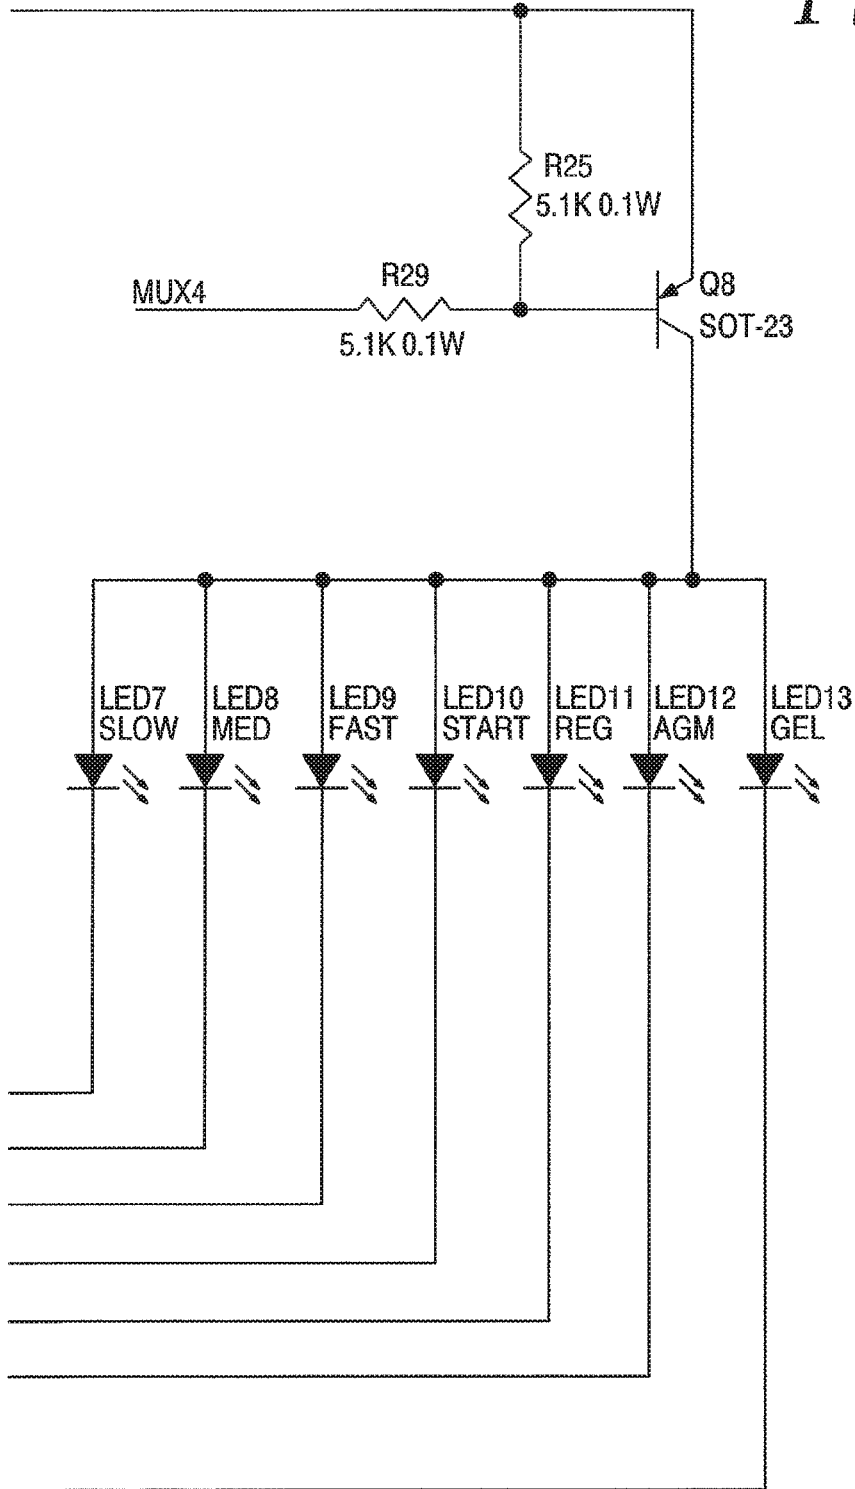 R25
5.1K 0.1W
R29
MUX4
5.1K 0.1W
Q8
SOT-23
LED7
SLOW
LED8
MED
LED9
FAST
LED10
START
LED11
REG
LED12
AGM
LED13
GEL